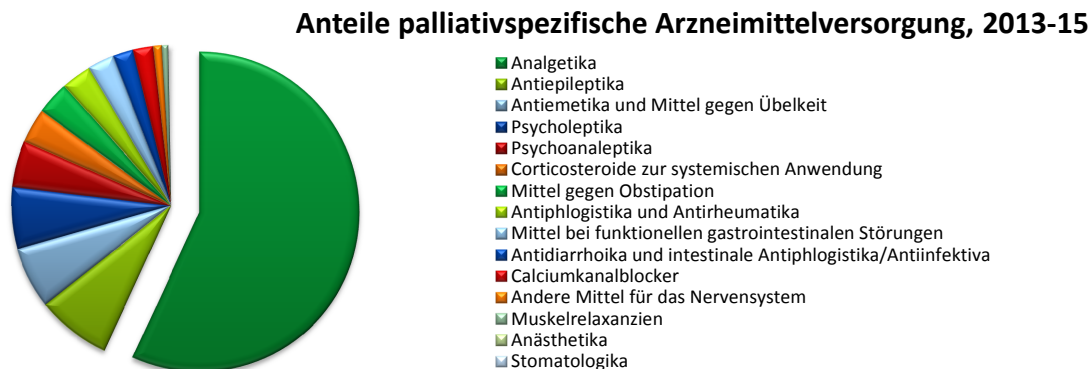 Anteile palliativspezifische Arzneimittelversorgung, 2013-15
Analgetika
Antiepileptika
Antiemetika und Mittel gegen Übelkeit
Psycholeptika
Psychoanaleptika
Corticosteroide zur systemischen Anwendung
Mittel gegen Obstipation
Antiphlogistika und Antirheumatika
Mittel bei funktionellen gastrointestinalen Störungen
Antidiarrhoika und intestinale Antiphlogistika/Antiinfektiva
Calciumkanalblocker
Andere Mittel für das Nervensystem
Muskelrelaxanzien
Anästhetika
Stomatologika